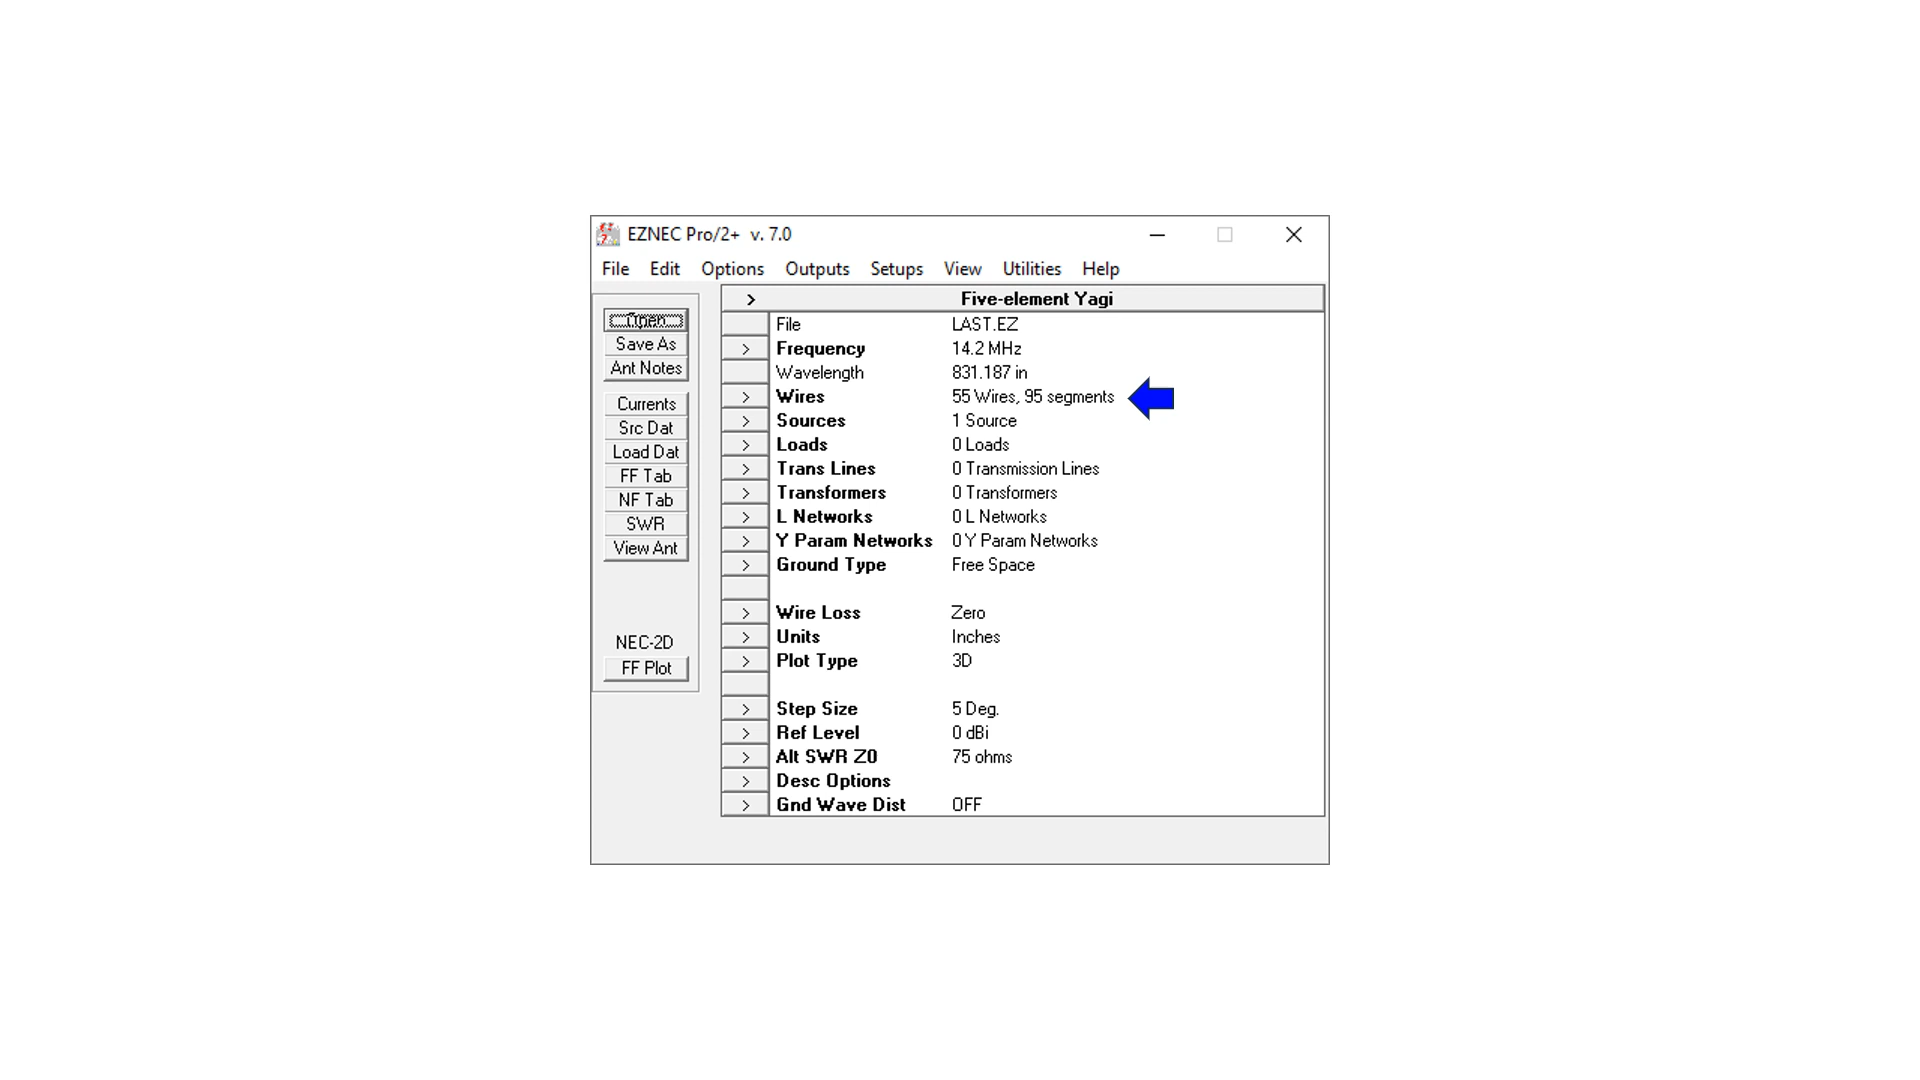 EZNEC Pro/2+ v. 7.0
File Edit Options Outputs Setups View Utilities Help
> Five-element Yagi
Open
Save As
Ant Notes
Currents
Src Dat
Load Dat
FF Tab
NF Tab
SWR
View Ant
NEC-2D
FF Plot
File LAST.EZ
> Frequency 14.2 MHz
Wavelength 831.187 in
> Wires 55 Wires, 95 segments
> Sources 1 Source
> Loads 0 Loads
> Trans Lines 0 Transmission Lines
> Transformers 0 Transformers
> L Networks 0 L Networks
> Y Param Networks 0 Y Param Networks
> Ground Type Free Space
> Wire Loss Zero
> Units Inches
> Plot Type 3D
> Step Size 5 Deg.
> Ref Level 0 dBi
> Alt SWR Z0 75 ohms
> Desc Options
> Gnd Wave Dist OFF